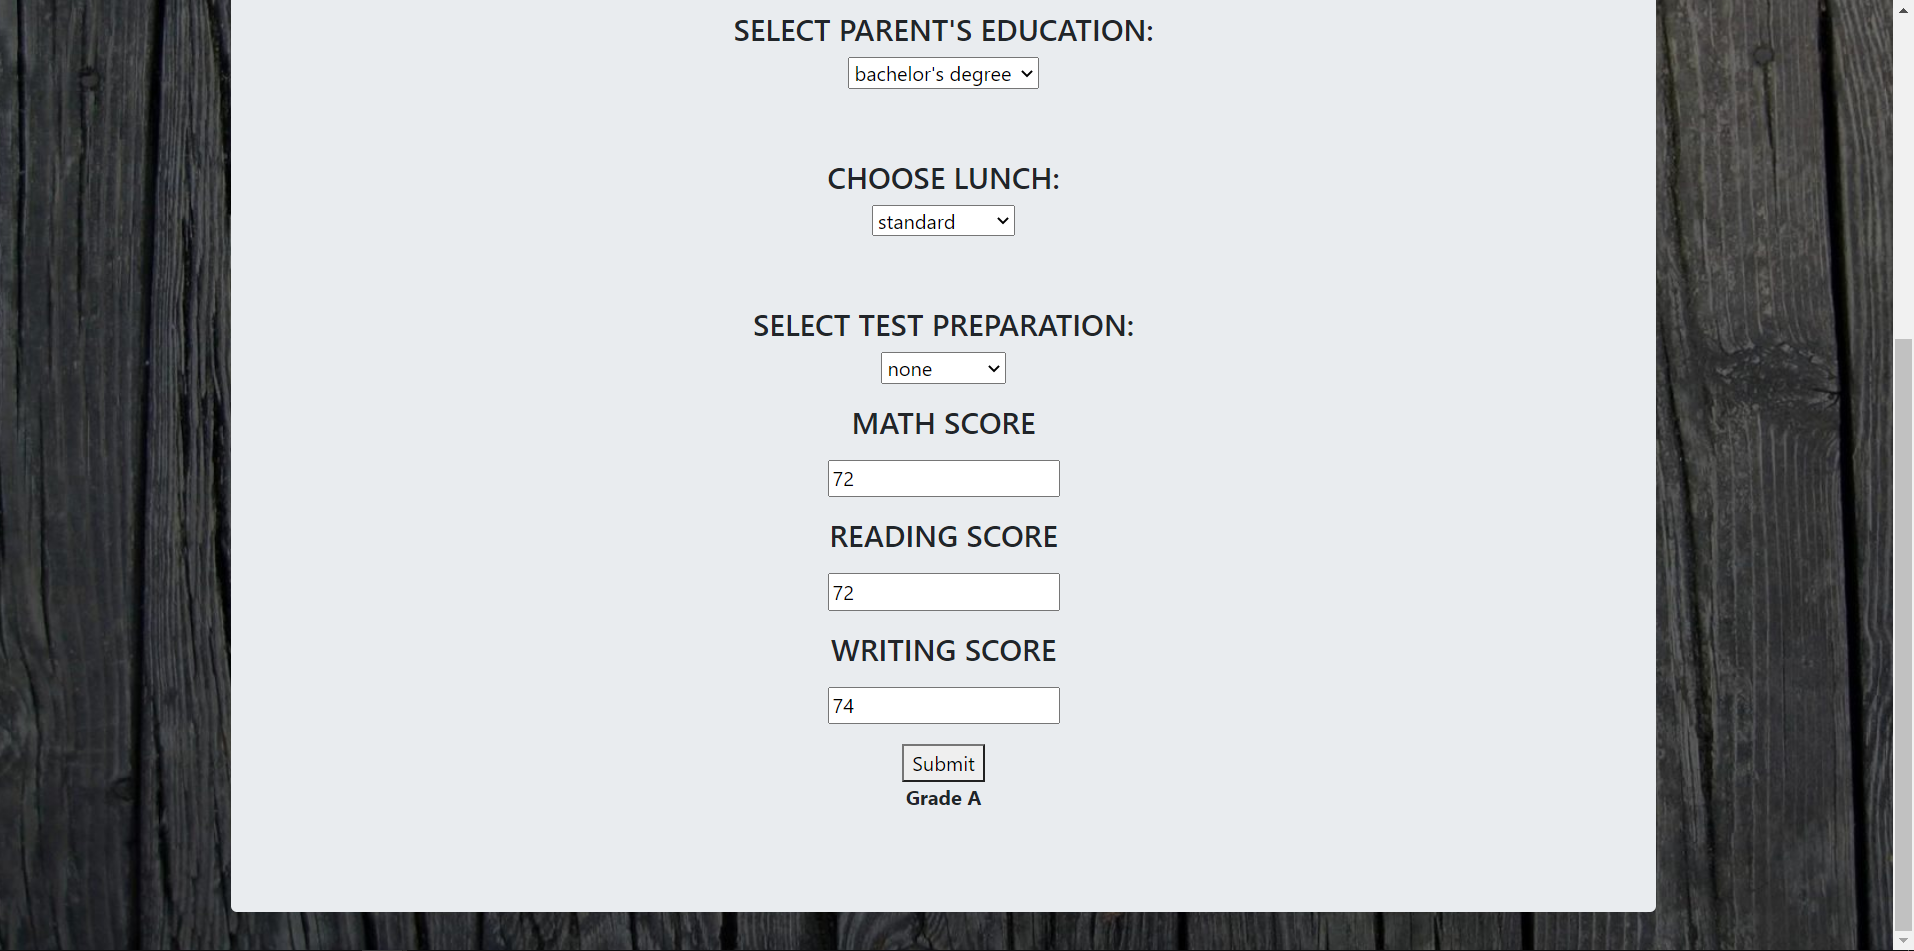 SELECT PARENT'S EDUCATION:
bachelor's degree
CHOOSE LUNCH:
standard
SELECT TEST PREPARATION:
none
MATH SCORE
72
READING SCORE
72
WRITING SCORE
74
Submit
Grade A